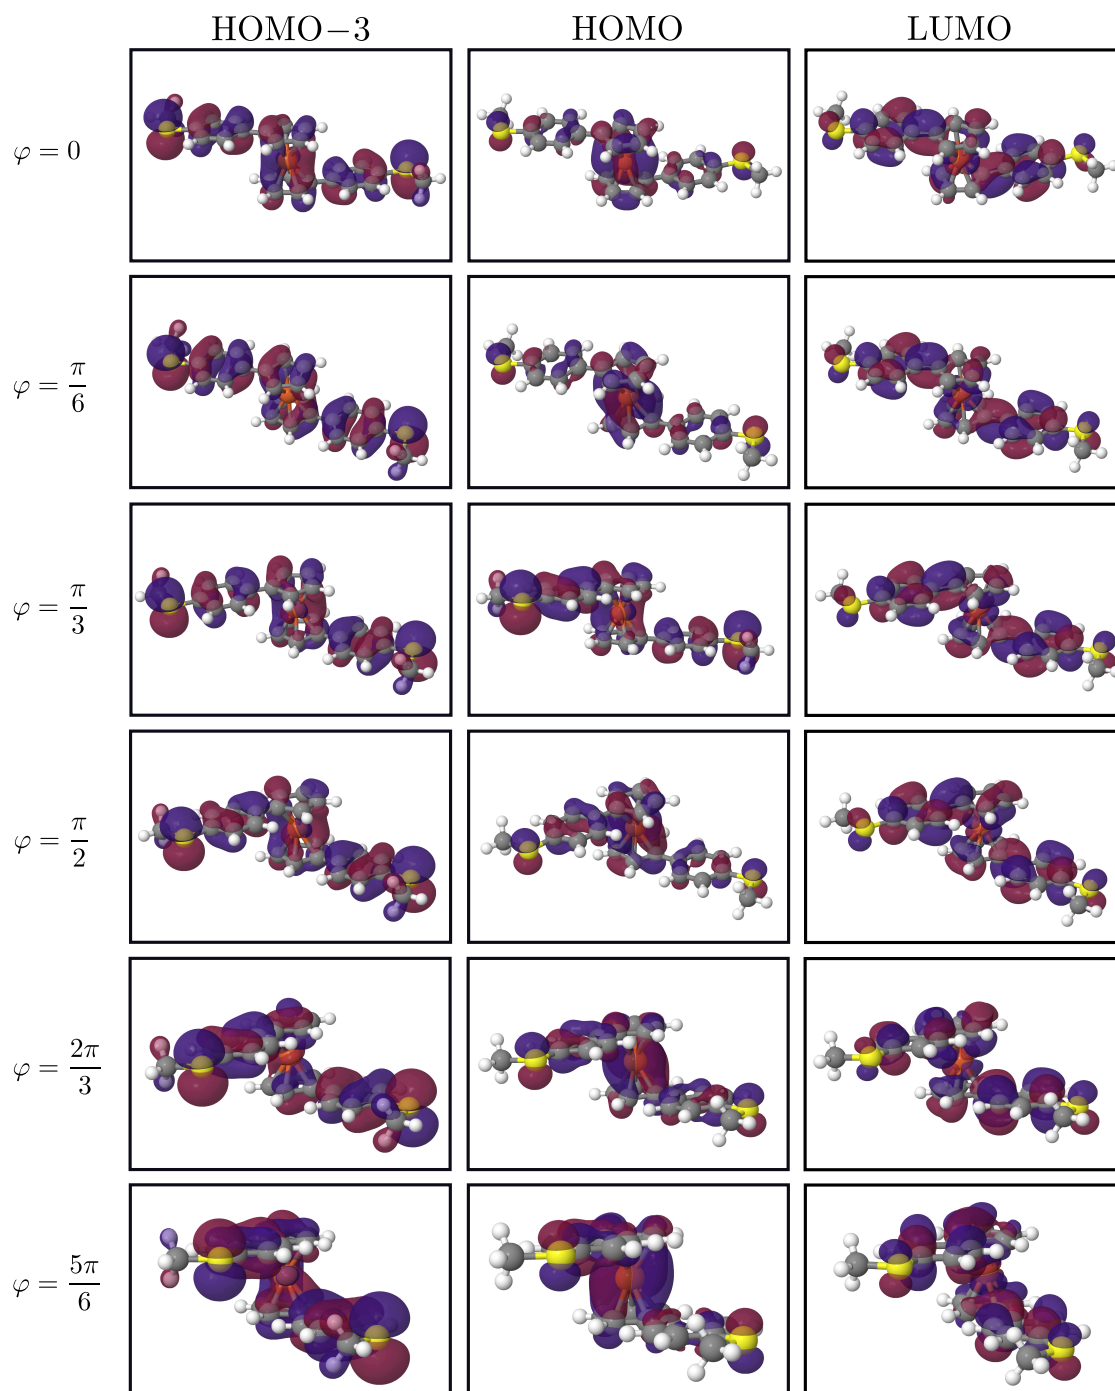 HOMO−3 HOMO LUMO
φ = 0
φ = π/6
φ = π/3
φ = π/2
φ = 2π/3
φ = 5π/6